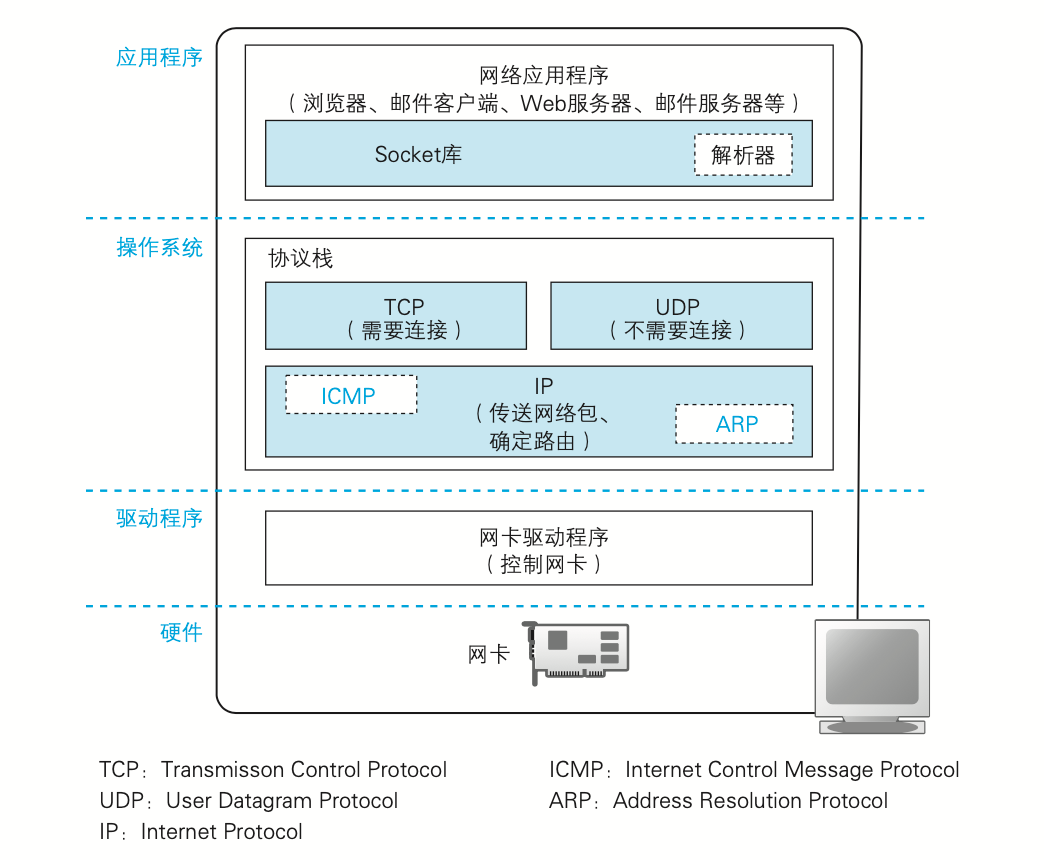 应用程序
网络应用程序
（浏览器、邮件客户端、Web服务器、邮件服务器等）
Socket库
解析器
操作系统
协议栈
TCP
（需要连接）
UDP
（不需要连接）
ICMP
IP
（传送网络包、
确定路由）
ARP
驱动程序
网卡驱动程序
（控制网卡）
硬件
网卡
TCP：Transmisson Control Protocol
UDP：User Datagram Protocol
IP：Internet Protocol
ICMP：Internet Control Message Protocol
ARP：Address Resolution Protocol